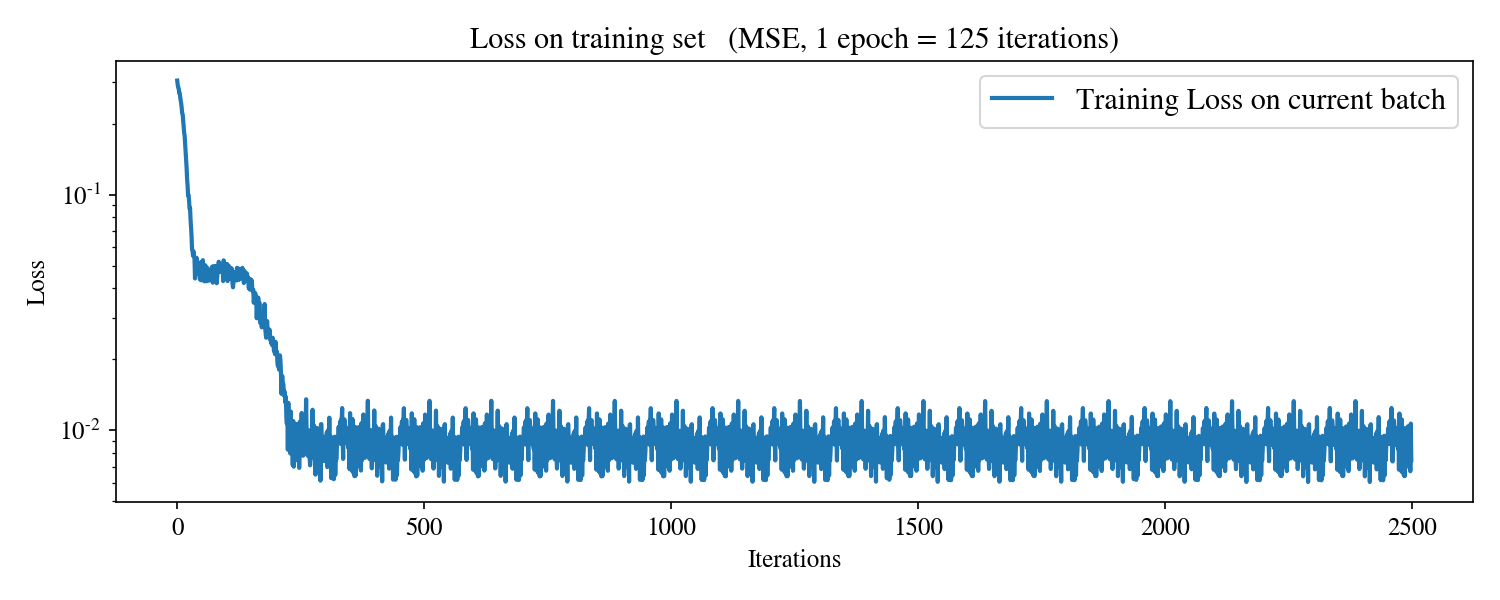 Loss on training set (MSE, 1 epoch = 125 iterations)
Training Loss on current batch
Loss
10⁻¹
10⁻²
0 500 1000 1500 2000 2500
Iterations